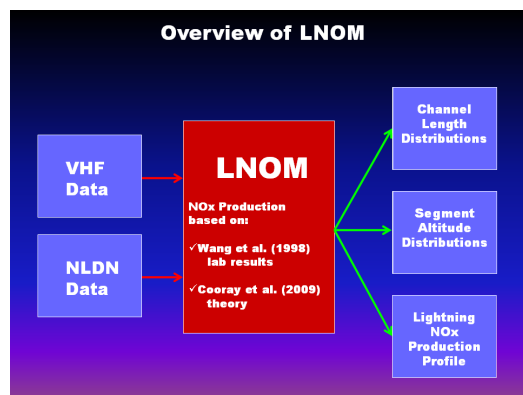 Overview of LNOM
VHF
Data
NLDN
Data
LNOM
NOx Production
based on:
✓Wang et al. (1998)
lab results
✓Cooray et al. (2009)
theory
Channel
Length
Distributions
Segment
Altitude
Distributions
Lightning
NOx
Production
Profile